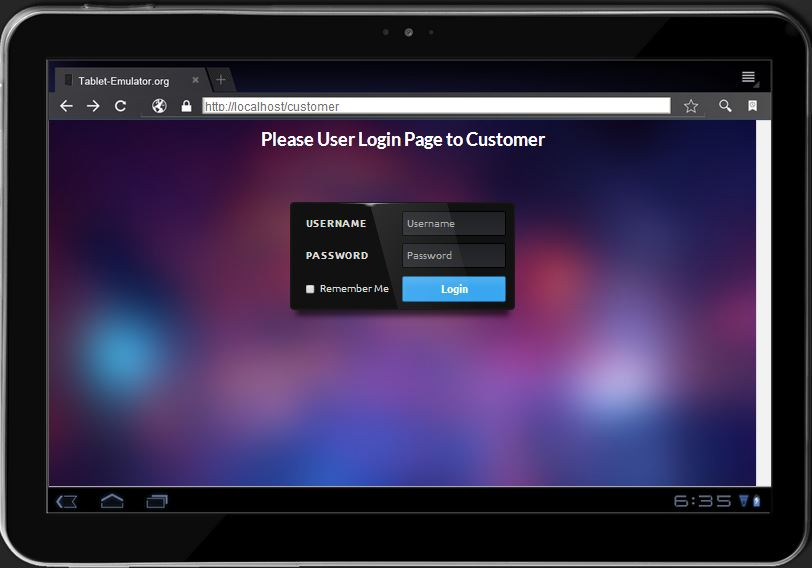 Tablet-Emulator.org
http://localhost/customer
Please User Login Page to Customer
USERNAME Username
PASSWORD Password
Remember Me Login
6:35